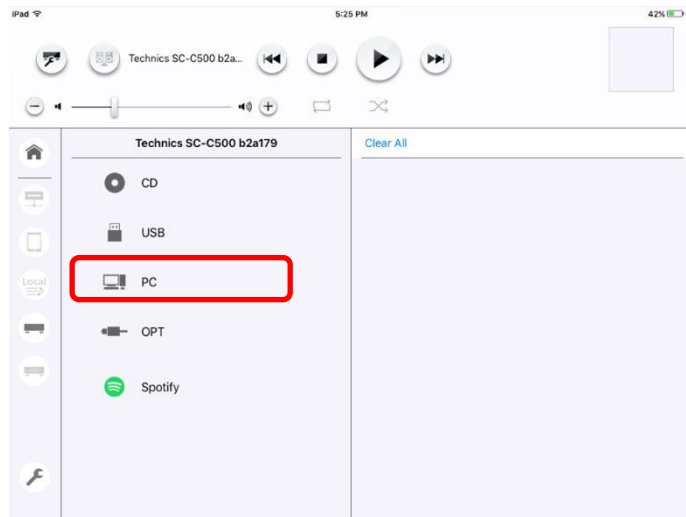 iPad 5:25 PM 42%
Technics SC-C500 b2a...
Technics SC-C500 b2a179
Clear All
CD
USB
Local
PC
OPT
Spotify